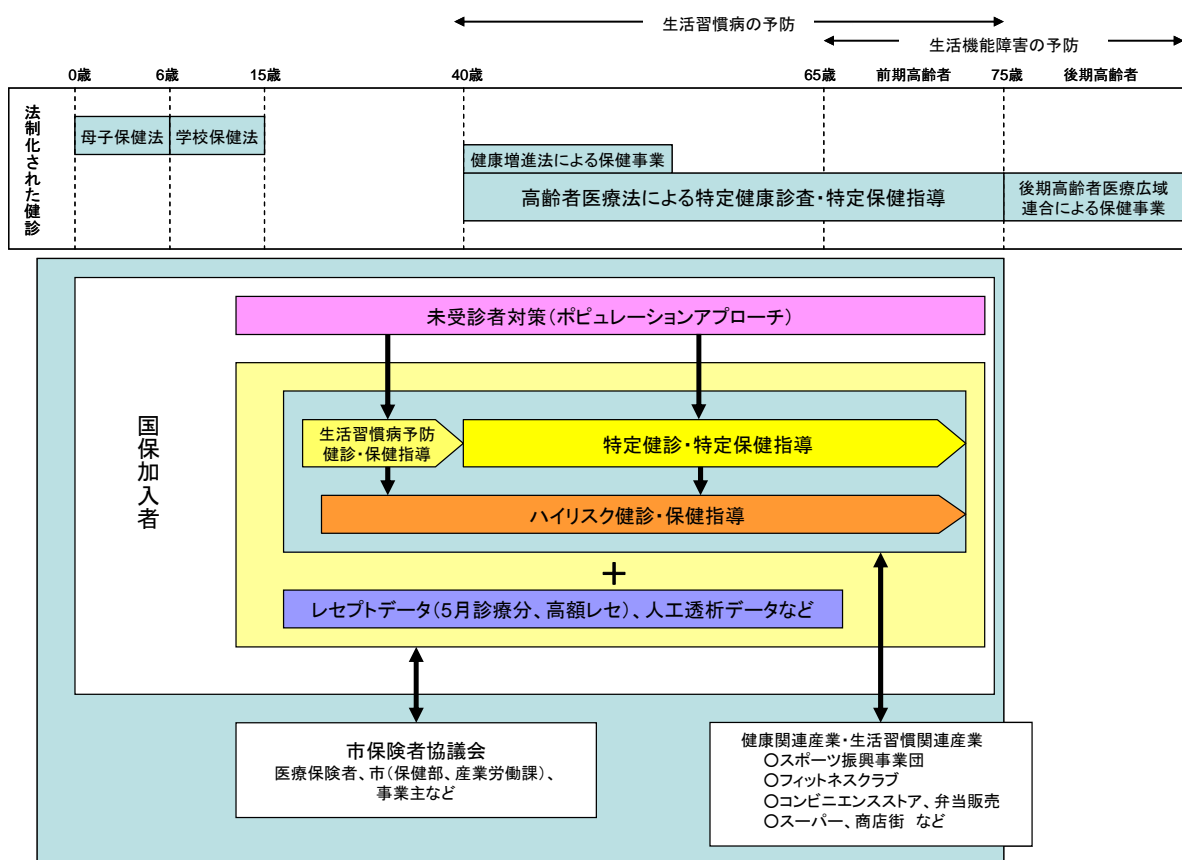 生活習慣病の予防
生活機能障害の予防
0歳 6歳 15歳 40歳 65歳 前期高齢者 75歳 後期高齢者
法制化された健診
母子保健法 学校保健法
健康増進法による保健事業
高齢者医療法による特定健康診査・特定保健指導
後期高齢者医療広域
連合による保健事業
未受診者対策(ポピュレーションアプローチ)
国保加入者
生活習慣病予防
健診・保健指導
特定健診・特定保健指導
ハイリスク健診・保健指導
+
レセプトデータ(5月診療分、高額レセ)、人工透析データなど
市保険者協議会
医療保険者、市(保健部、産業労働課)、
事業主など
健康関連産業・生活習慣関連産業
○スポーツ振興事業団
○フィットネスクラブ
○コンビニエンスストア、弁当販売
○スーパー、商店街 など